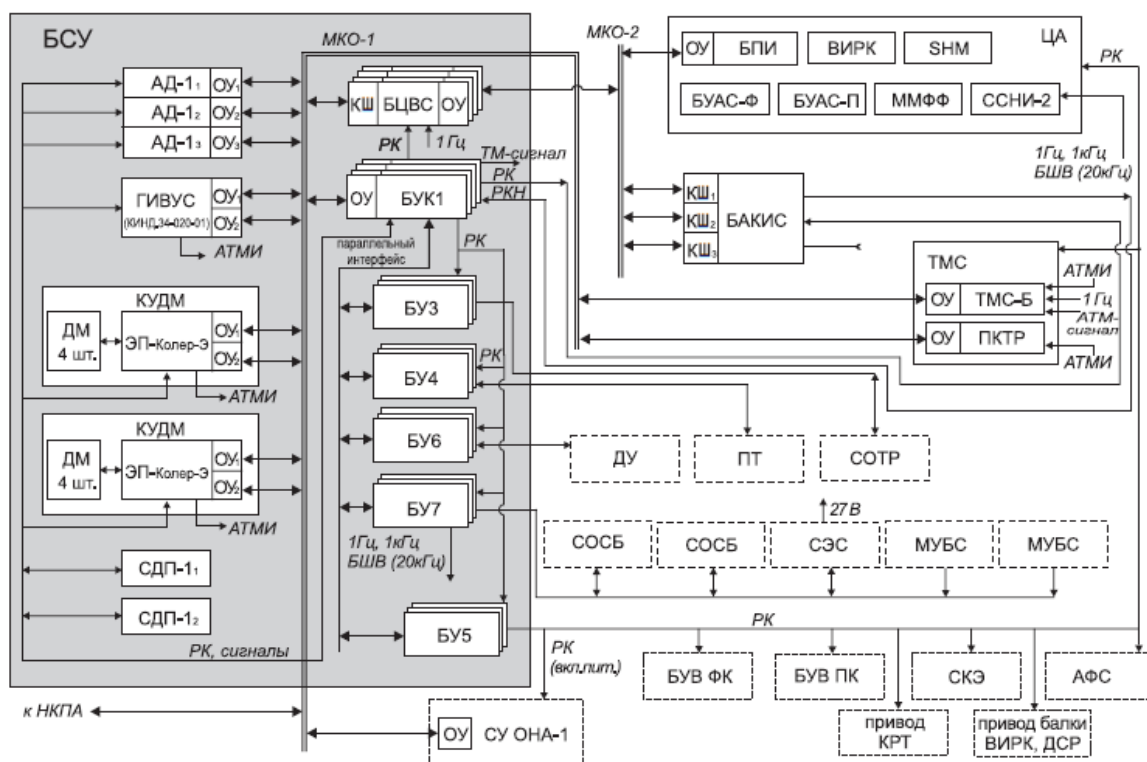 БСУ
АД-1₁ ОУ₁
АД-1₂ ОУ₂
АД-1₃ ОУ₃
ГИВУС
(КИНД.34-020-01)
ОУ₁
ОУ₂
АТМИ
КУДМ
ДМ
4 шт.
ЭП-Колер-Э
ОУ₁
ОУ₂
АТМИ
КУДМ
ДМ
4 шт.
ЭП-Колер-Э
ОУ₁
ОУ₂
АТМИ
СДП-1₁
СДП-1₂
РК, сигналы
к НКПА
МКО-1
КШ БЦВС ОУ
РК
1 Гц
ТМ-сигнал
РК
РКН
ОУ БУК1
параллельный
интерфейс
РК
БУ3
РК
БУ4
БУ6
БУ7
1Гц, 1кГц
БШВ (20кГц)
БУ5
РК
(вкл.пит.)
ОУ СУ ОНА-1
МКО-2
ЦА
ОУ БПИ ВИРК SHM
БУАС-Ф БУАС-П ММФФ ССНИ-2
РК
1Гц, 1кГц
БШВ (20кГц)
КШ₁
КШ₂
КШ₃
БАКИС
ТМС
ОУ ТМС-Б
ОУ ПКТР
АТМИ
1 Гц
АТМ-
сигнал
АТМИ
ДУ ПТ СОТР
27 В
СОСБ СОСБ СЭС МУБС МУБС
РК
БУВ ФК БУВ ПК СКЭ АФС
привод
КРТ
привод балки
ВИРК, ДСР